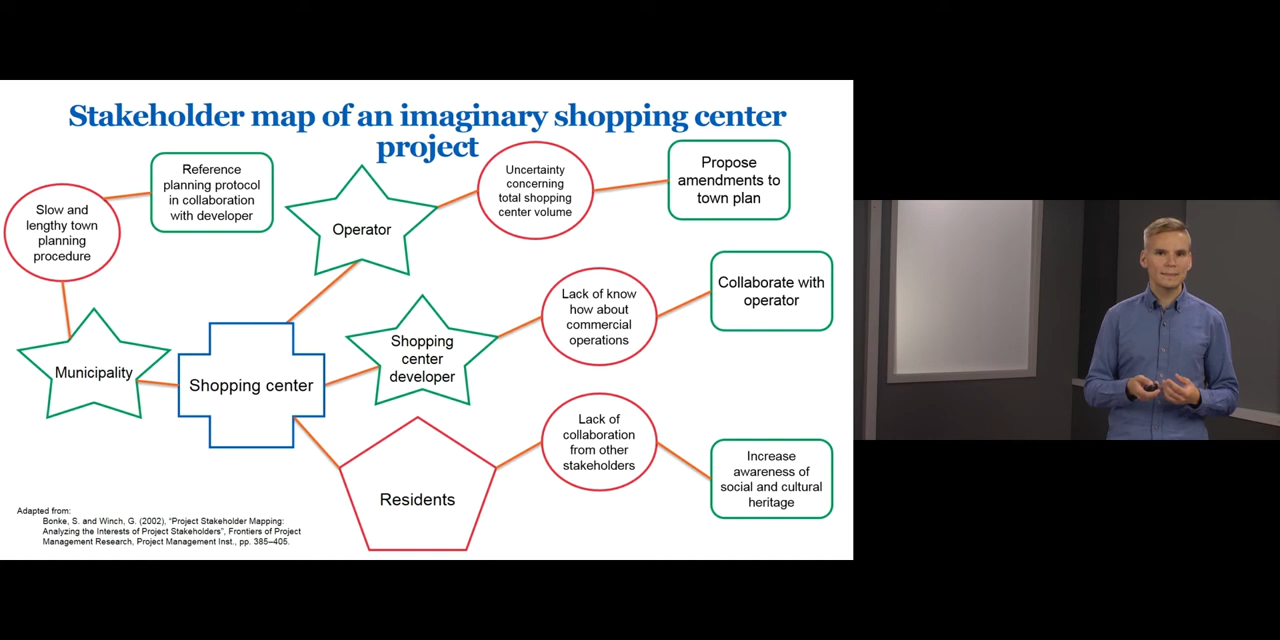 Stakeholder map of an imaginary shopping center
project
Reference
planning protocol
in collaboration
with developer
Slow and
lengthy town
planning
procedure
Operator
Uncertainty
concerning
total shopping
center volume
Propose
amendments to
town plan
Municipality
Shopping center
Shopping
center
developer
Lack of know
how about
commercial
operations
Collaborate with
operator
Residents
Lack of
collaboration
from other
stakeholders
Increase
awareness of
social and cultural
heritage
Adapted from:
Bonke, S. and Winch, G. (2002), "Project Stakeholder Mapping:
Analyzing the Interests of Project Stakeholders", Frontiers of Project
Management Research, Project Management Inst., pp. 385–405.